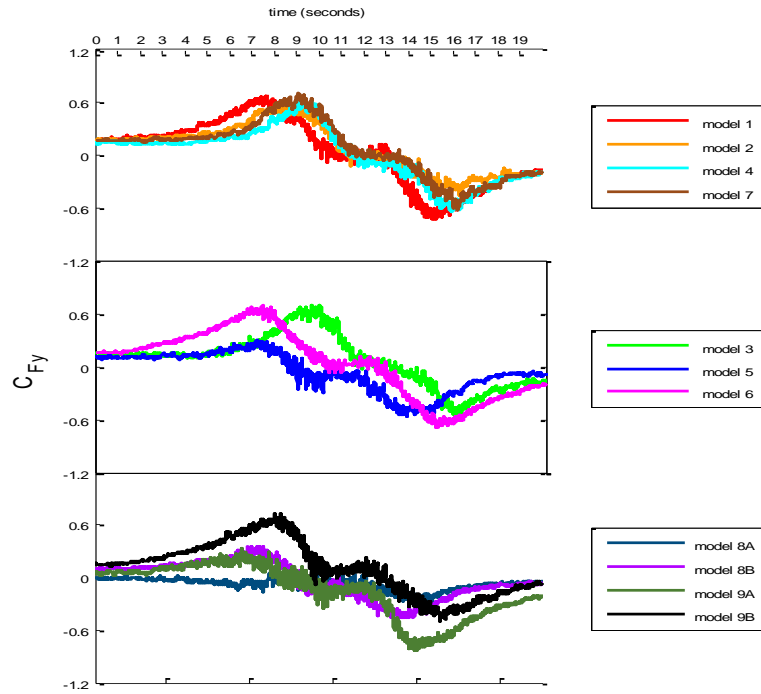 time (seconds)
0 1 2 3 4 5 6 7 8 9 10 11 12 13 14 15 16 17 18 19
1.2
0.6
0
-0.6
-1.2
model 1
model 2
model 4
model 7
0.6
0
-0.6
-1.2
model 3
model 5
model 6
C Fy
0.6
0
-0.6
-1.2
model 8A
model 8B
model 9A
model 9B